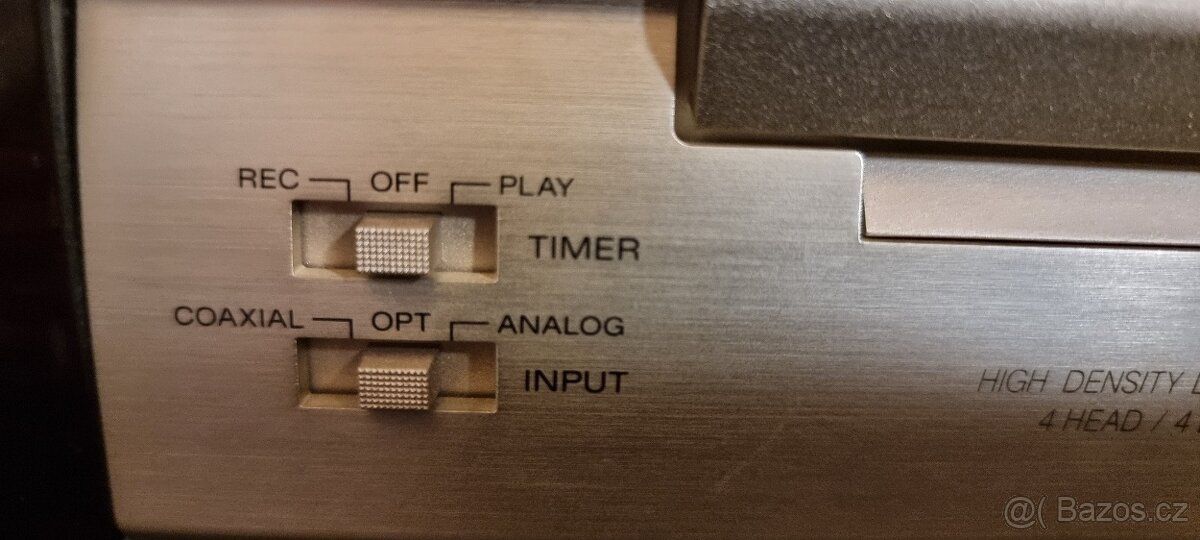 REC OFF PLAY
TIMER
COAXIAL OPT ANALOG
INPUT
HIGH DENSITY
4 HEAD / 4
@( Bazos.cz